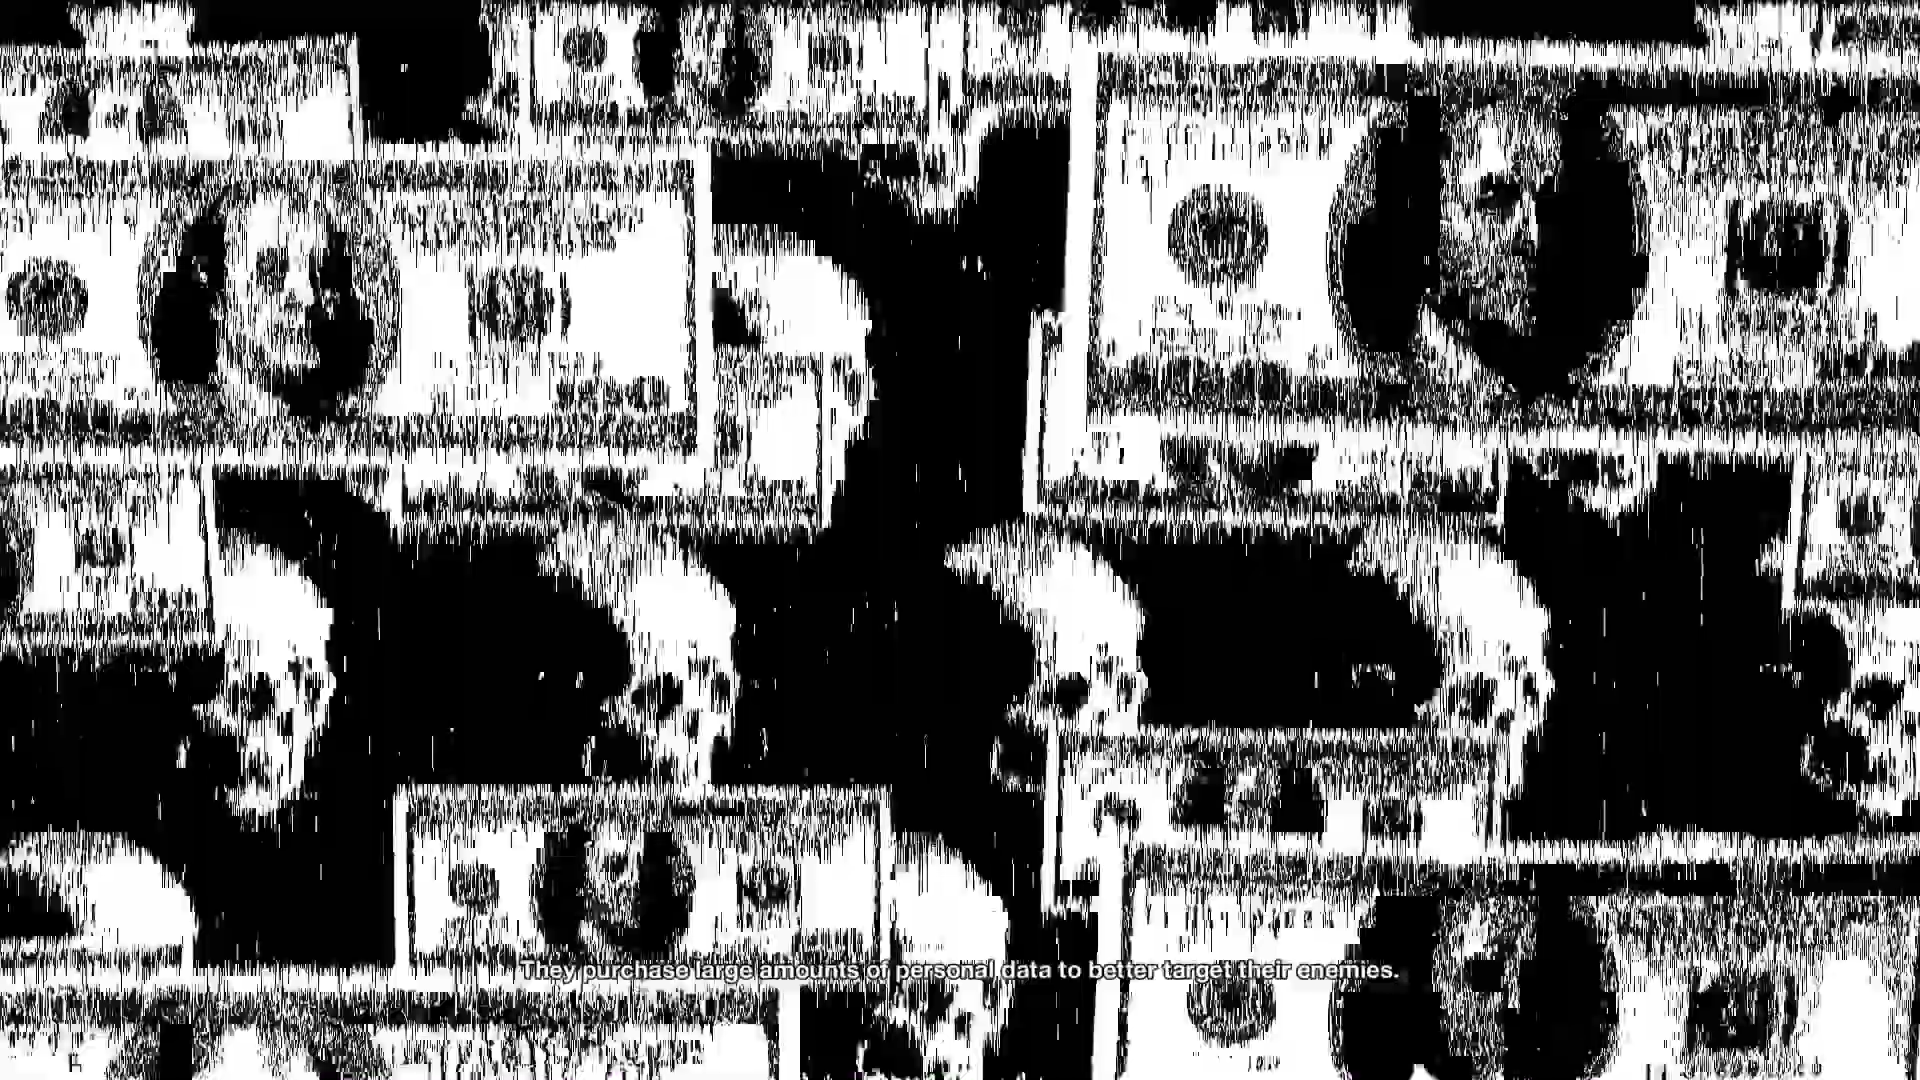 They purchase large amounts of personal data to better target their enemies.